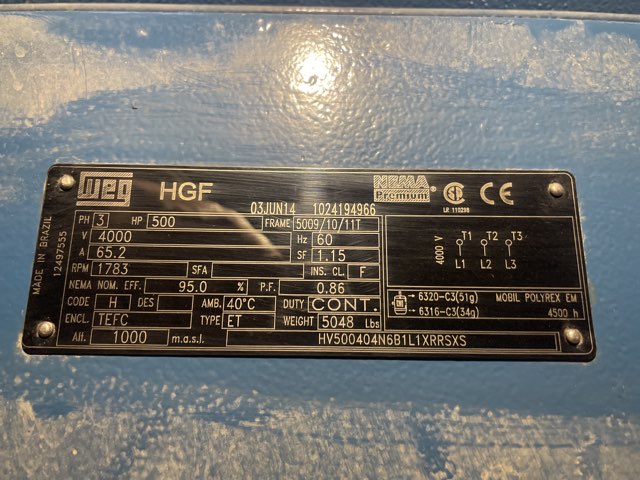 WEG HGF NEMA Premium® CSA CE
03JUN14 1024194966 LR 110298
PH 3 HP 500 FRAME 5009/10/11T
V 4000 Hz 60
A 65.2 SF 1.15
RPM 1783 SFA INS. CL. F
NEMA NOM. EFF. 95.0 % P.F. 0.86
CODE H DES AMB. 40°C DUTY CONT.
ENCL. TEFC TYPE ET WEIGHT 5048 Lbs
Alt. 1000 m.a.s.l. HV500404N6B1L1XRRSXS
4000 V
T1 T2 T3
L1 L2 L3
6320-C3(51g) MOBIL POLYREX EM
6316-C3(34g) 4500 h
MADE IN BRAZIL
12497555